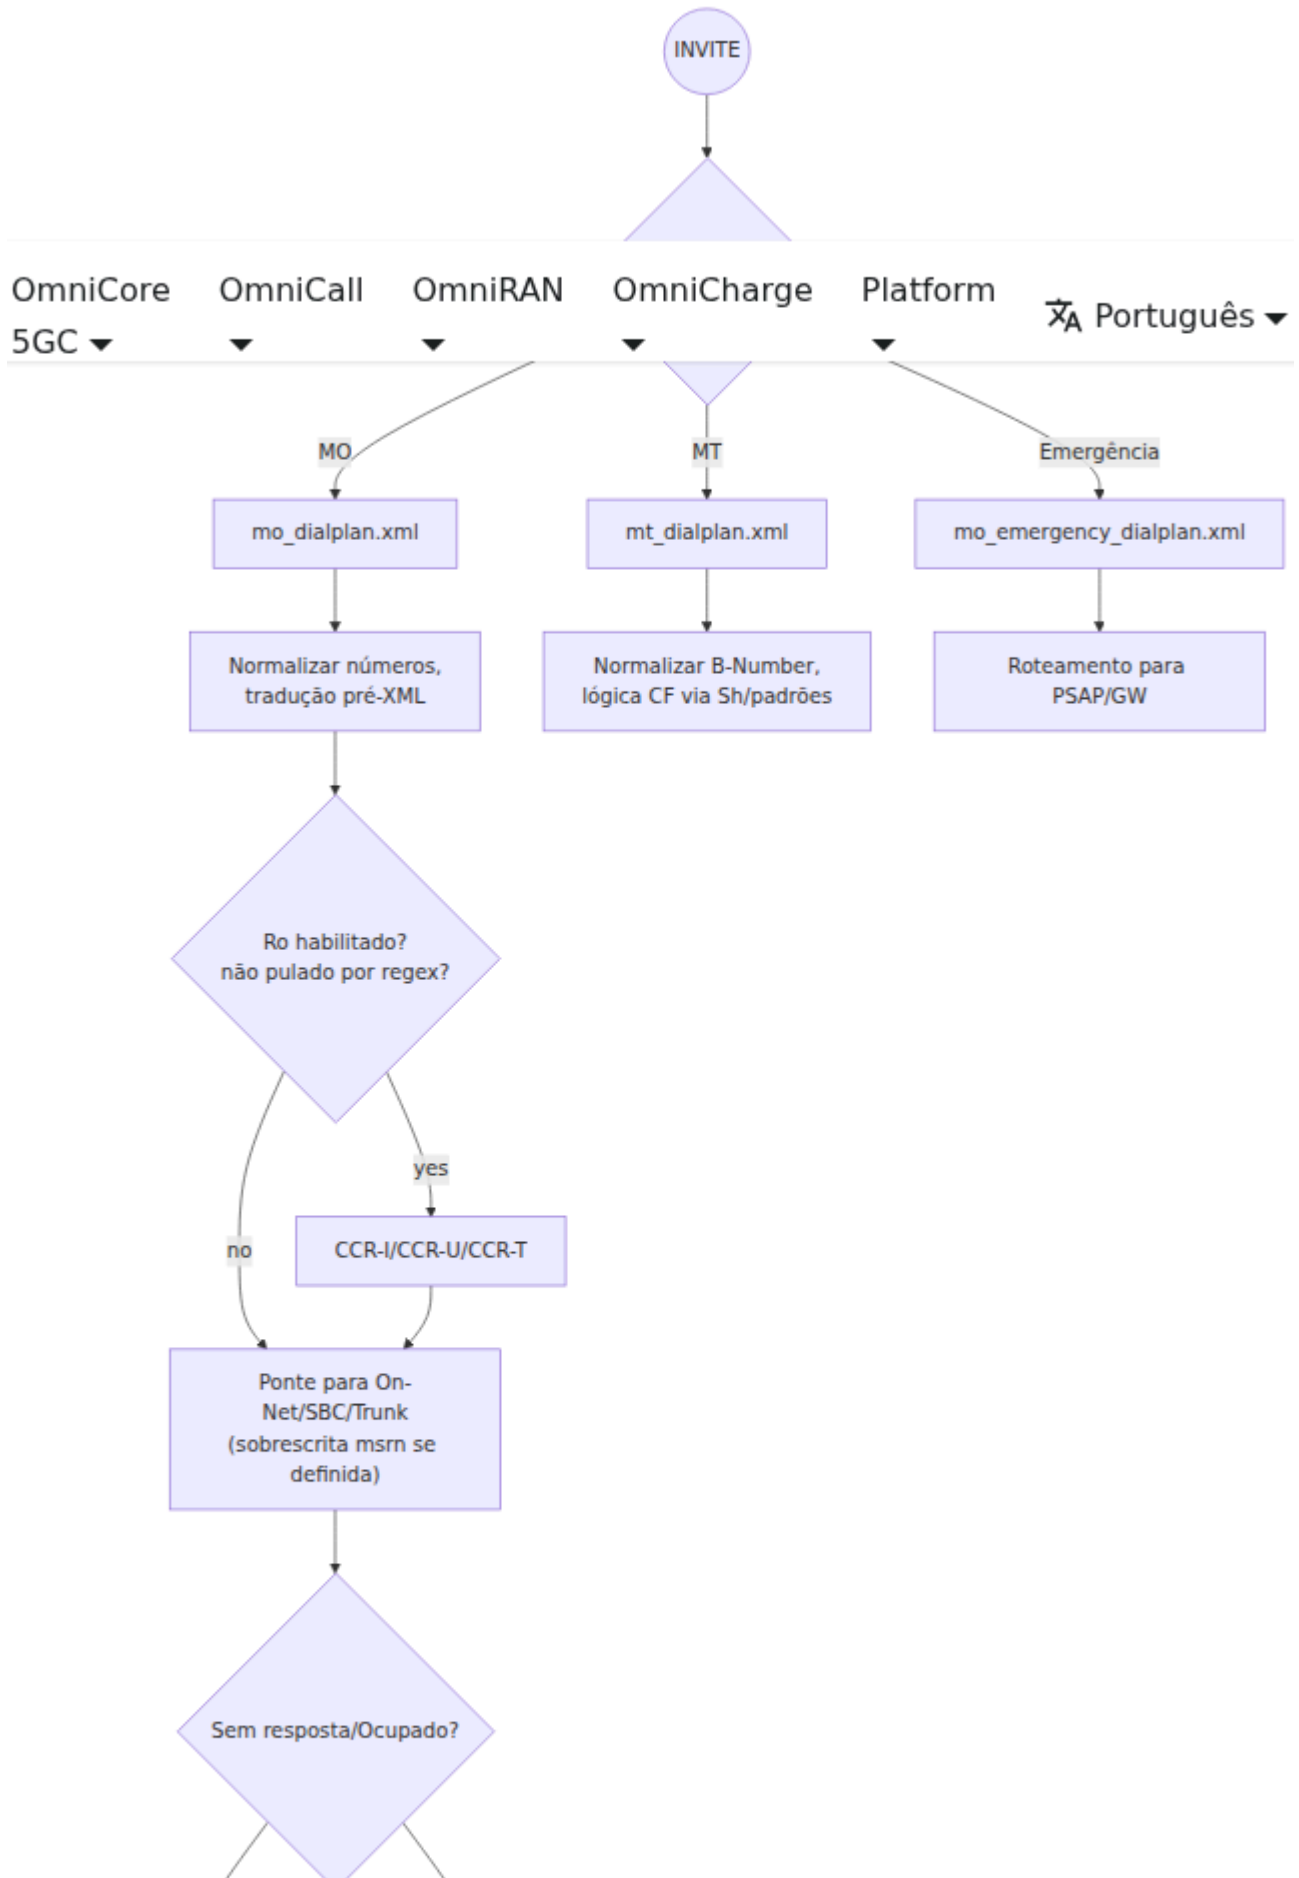 INVITE
OmniCore
5GC
OmniCall
OmniRAN
OmniCharge
Platform
Português
MO
MT
Emergência
mo_dialplan.xml
mt_dialplan.xml
mo_emergency_dialplan.xml
Normalizar números,
tradução pré-XML
Normalizar B-Number,
lógica CF via Sh/padrões
Roteamento para
PSAP/GW
Ro habilitado?
não pulado por regex?
yes
no
CCR-I/CCR-U/CCR-T
Ponte para On-
Net/SBC/Trunk
(sobrescrita msrn se
definida)
Sem resposta/Ocupado?